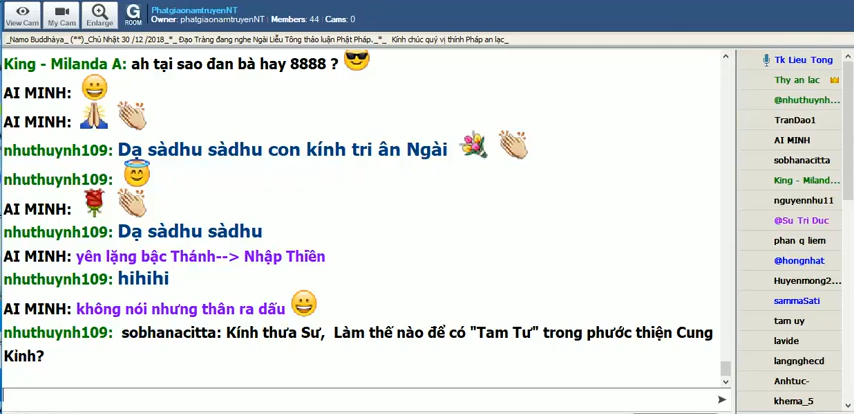 PhatgiaonamtruyenNT
Owner: phatgiaonamtruyenNT | Members: 44 | Cams: 0
View Cam
My Cam
Enlarge
G
ROOM
_Namo Buddhàya_ (**)_Chủ Nhật 30 /12 /2018_*_ Đạo Tràng đang nghe Ngài Liễu Tông thảo luận Phật Pháp._*_ Kính chúc quý vị thính Pháp an lạc_
King - Milanda A: ah tại sao đan bà hay 8888 ?
AI MINH:
AI MINH:
nhuthuynh109: Dạ sàdhu sàdhu con kính tri ân Ngài
nhuthuynh109:
AI MINH:
nhuthuynh109: Dạ sàdhu sàdhu
AI MINH: yên lặng bậc Thánh--> Nhập Thiền
nhuthuynh109: hihihi
AI MINH: không nói nhưng thân ra dấu
nhuthuynh109: sobhanacitta: Kính thưa Sư, Làm thế nào để có "Tam Tư" trong phước thiện Cung
Kinh?
Tk Lieu Tong
Thy an lac
@nhuthuynh...
TranDao1
AI MINH
sobhanacitta
King - Miland...
nguyennhu11
@Su Tri Duc
phan q liem
@hongnhat
Huyenmong2...
sammaSati
tam uy
lavide
langnghecd
Anhtuc-
khema_5